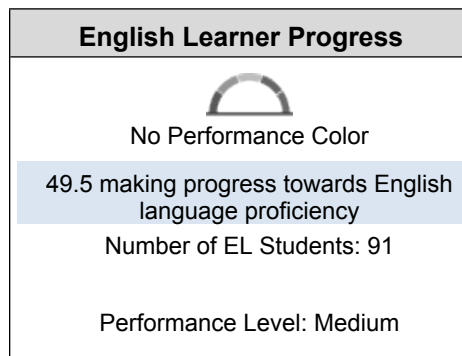 English Learner Progress
No Performance Color
49.5 making progress towards English
language proficiency
Number of EL Students: 91
Performance Level: Medium